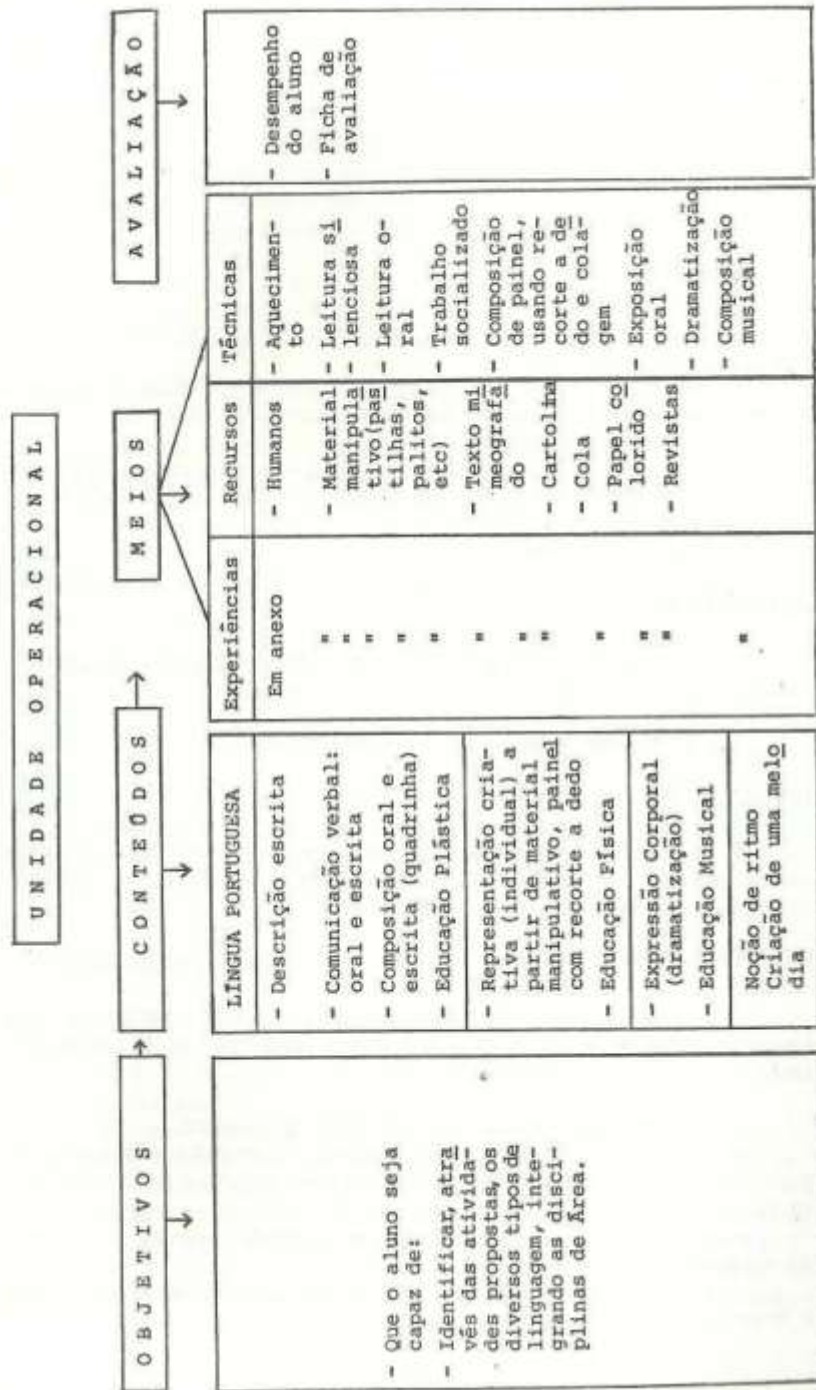 UNIDADE OPERACIONAL
OBJETIVOS
- Que o aluno seja
capaz de:
- Identificar, atra
vés das ativida-
des propostas, os
diversos tipos de
linguagem, inte-
grando as disci-
plinas de Área.
CONTEÚDOS
LÍNGUA PORTUGUESA
- Descrição escrita
- Comunicação verbal:
oral e escrita
- Composição oral e
escrita (quadrinha)
- Educação Plástica
- Representação cria-
tiva (individual) a
partir de material
manipulativo, painel
com recorte a dedo
- Educação Física
- Expressão Corporal
(dramatização)
- Educação Musical
Noção de ritmo
Criação de uma melo
dia
MEIOS
Experiências
Em anexo
"
"
"
"
"
"
"
"
"
"
"
"
Recursos
- Humanos
- Material
manipula
tivo(pas
tilhas,
palitos,
etc)
- Texto mi
meografa
do
- Cartolina
- Cola
- Papel co
lorido
- Revistas
Técnicas
- Aquecimen-
to
- Leitura si
lenciosa
- Leitura o-
ral
- Trabalho
socializado
- Composição
de painel,
usando re-
corte a de
do e cola-
gem
- Exposição
oral
- Dramatização
- Composição
musical
AVALIAÇÃO
- Desempenho
do aluno
- Ficha de
avaliação